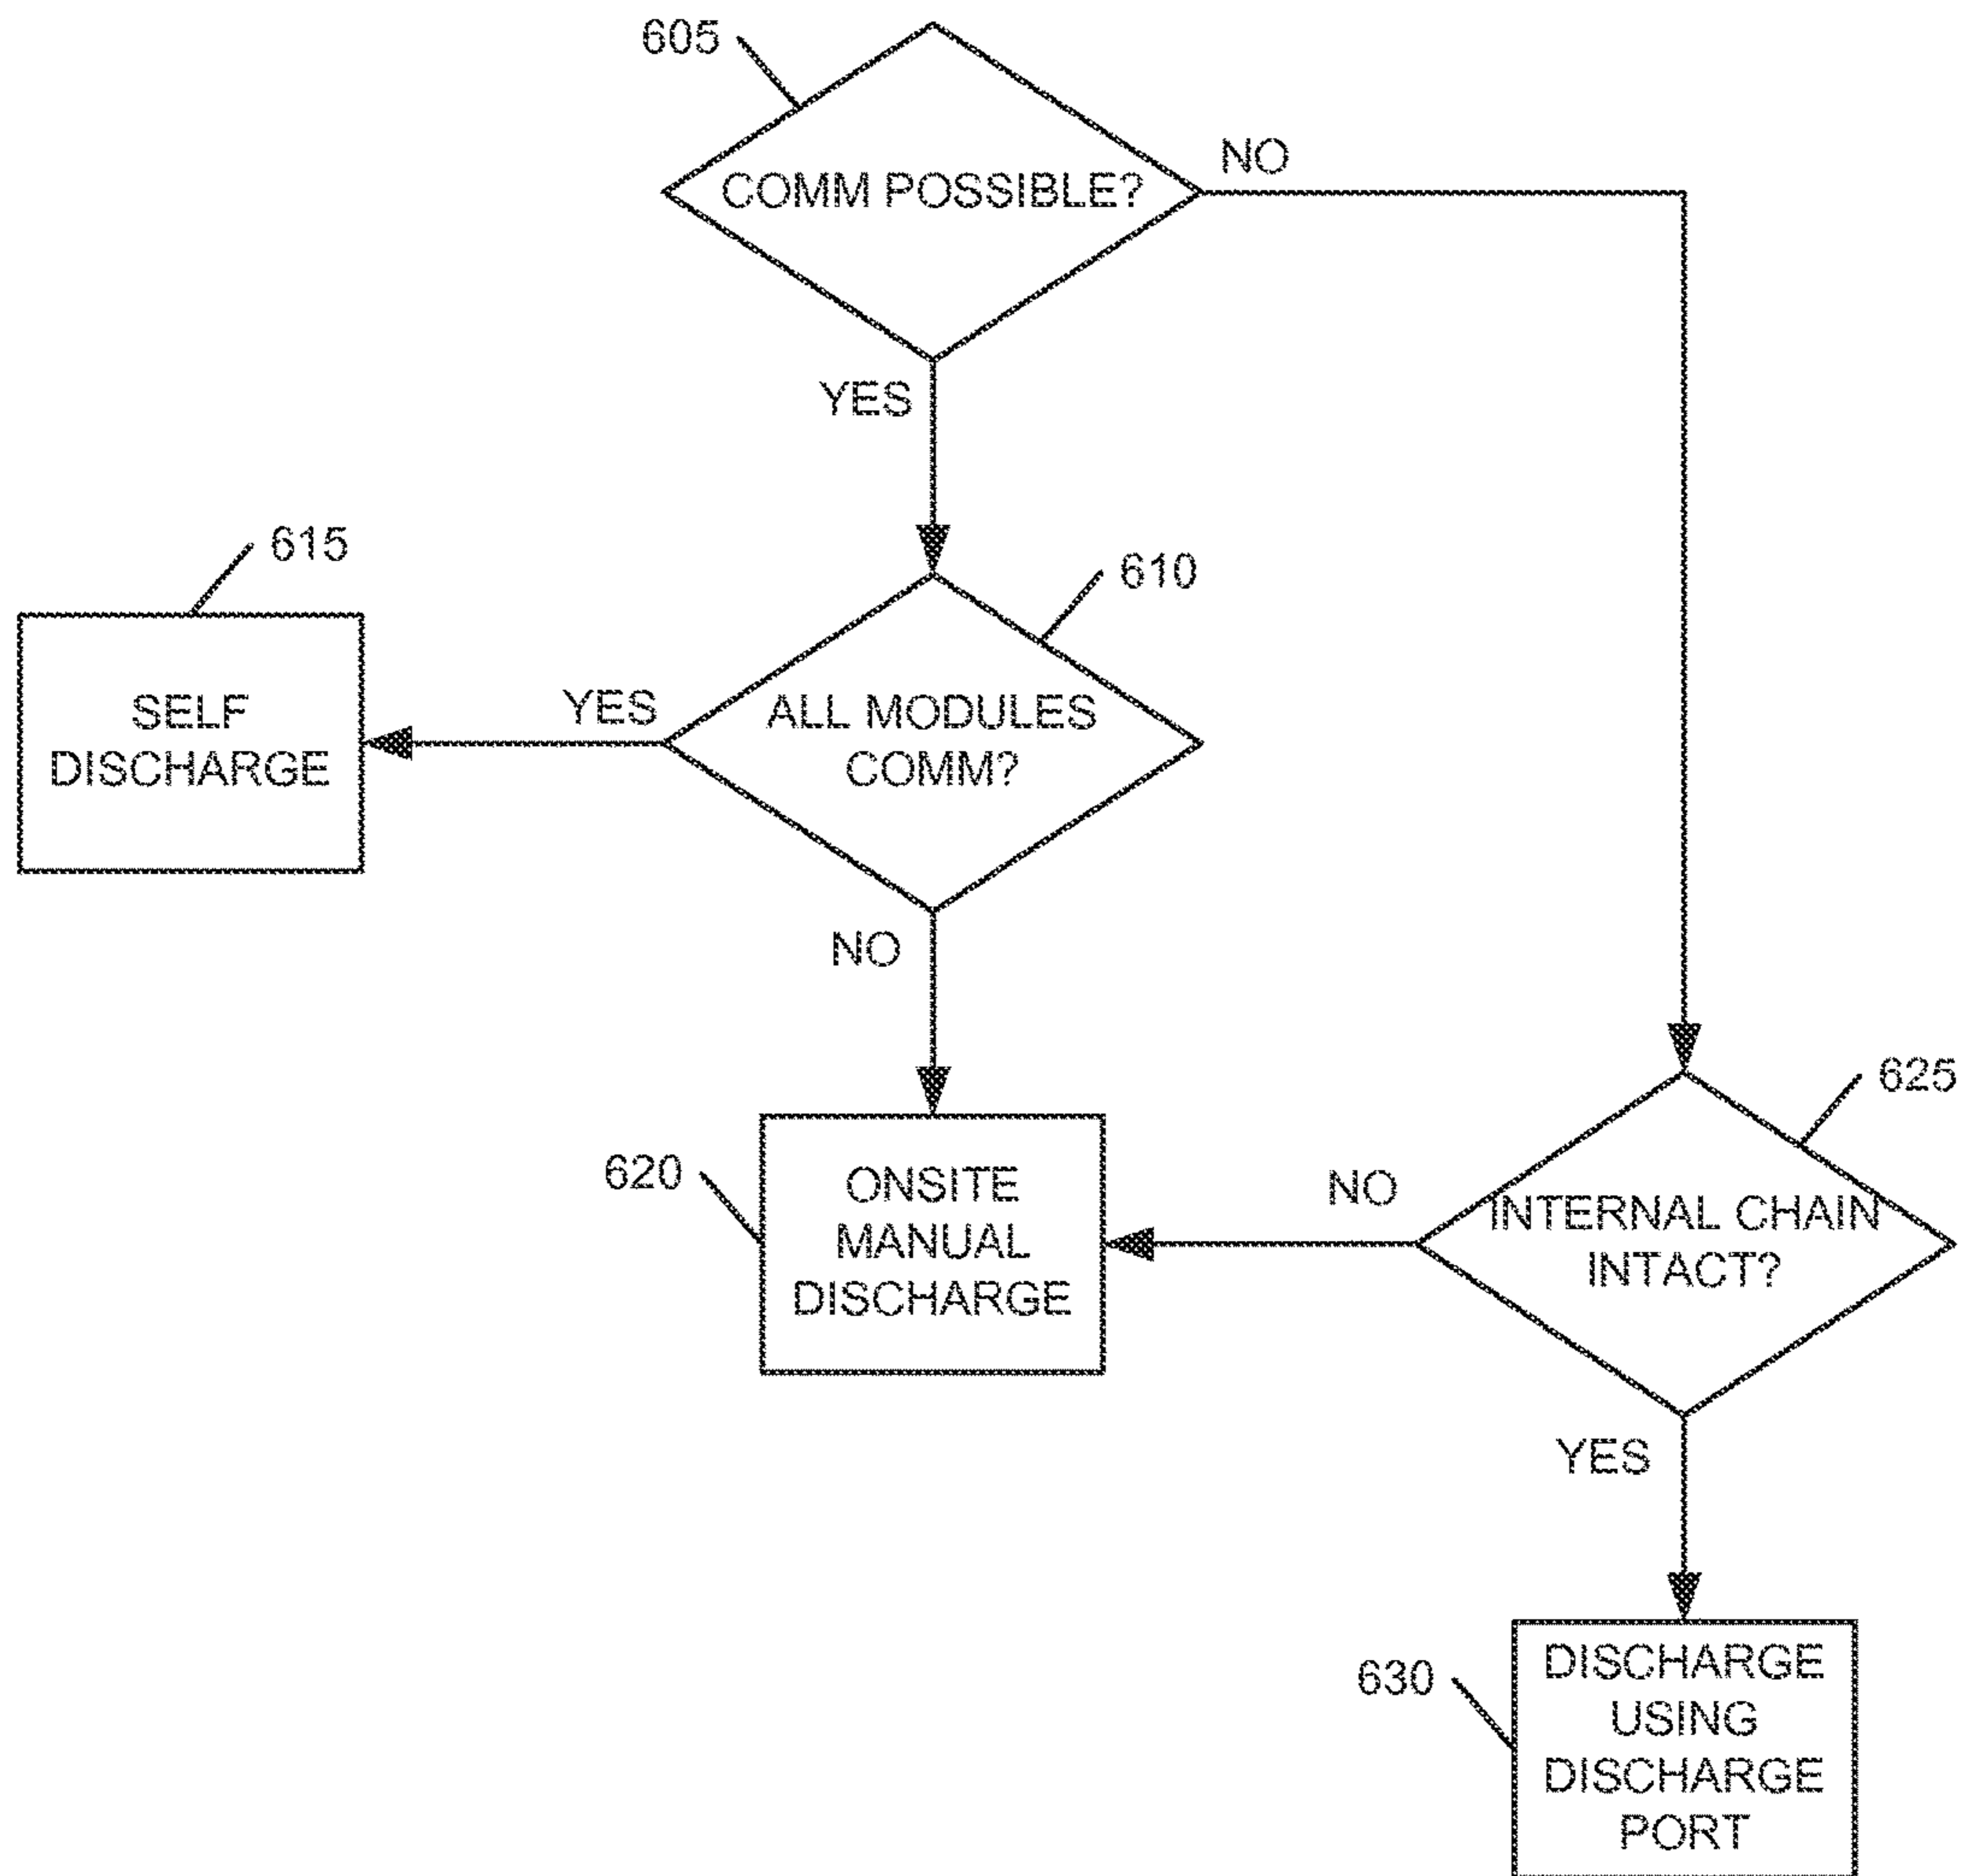 605
COMM POSSIBLE?
NO
YES
615
610
SELF
DISCHARGE
YES
ALL MODULES
COMM?
NO
625
620
ONSITE
MANUAL
DISCHARGE
NO
INTERNAL CHAIN
INTACT?
YES
630
DISCHARGE
USING
DISCHARGE
PORT